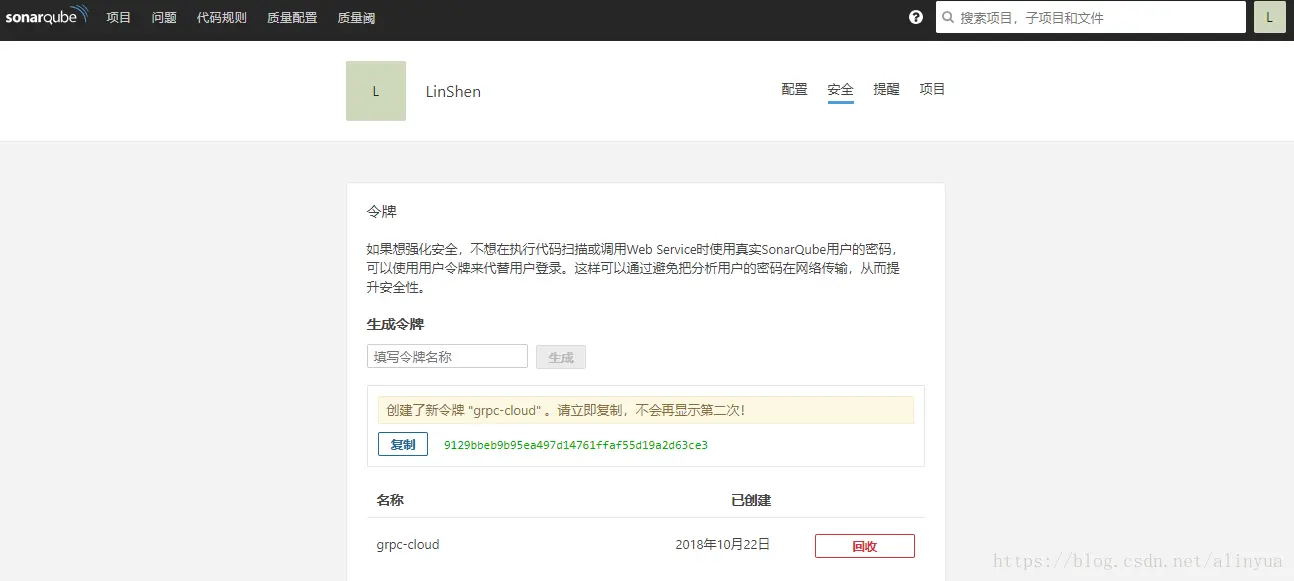 sonarqube 项目 问题 代码规则 质量配置 质量阈 ? 搜索项目，子项目和文件 L
L LinShen 配置 安全 提醒 项目
令牌
如果想强化安全，不想在执行代码扫描或调用Web Service时使用真实SonarQube用户的密码，
可以使用用户令牌来代替用户登录。这样可以通过避免把分析用户的密码在网络传输，从而提
升安全性。
生成令牌
填写令牌名称 生成
创建了新令牌 "grpc-cloud" 。请立即复制，不会再显示第二次！
复制 9129bbeb9b95ea497d14761ffaf55d19a2d63ce3
名称 已创建
grpc-cloud 2018年10月22日 回收
https://blog.csdn.net/alinyua